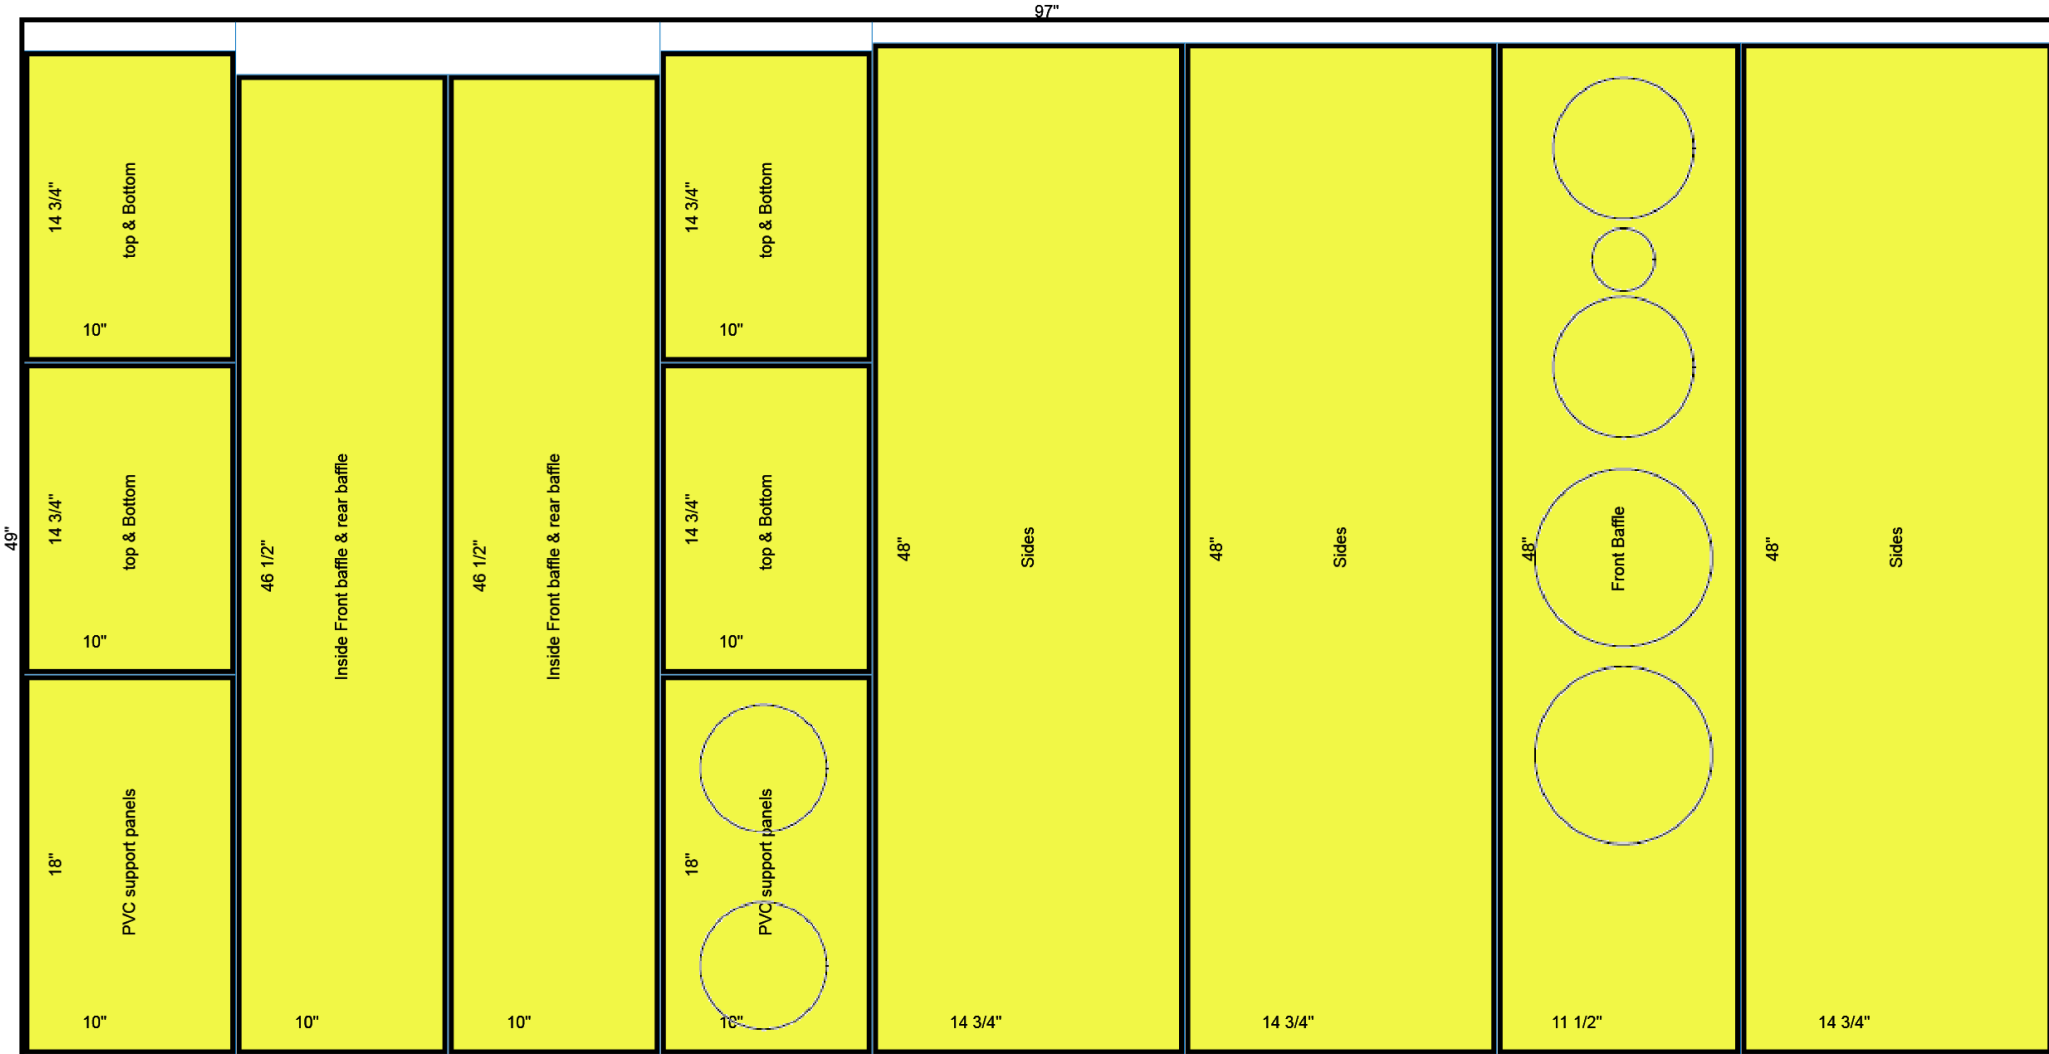 97"
49"
14 3/4"
top & Bottom
10"
14 3/4"
top & Bottom
10"
18"
PVC support panels
10"
46 1/2"
Inside Front baffle & rear baffle
10"
46 1/2"
Inside Front baffle & rear baffle
10"
14 3/4"
top & Bottom
10"
14 3/4"
top & Bottom
10"
18"
PVC support panels
10"
48"
Sides
14 3/4"
48"
Sides
14 3/4"
48"
Front Baffle
11 1/2"
48"
Sides
14 3/4"